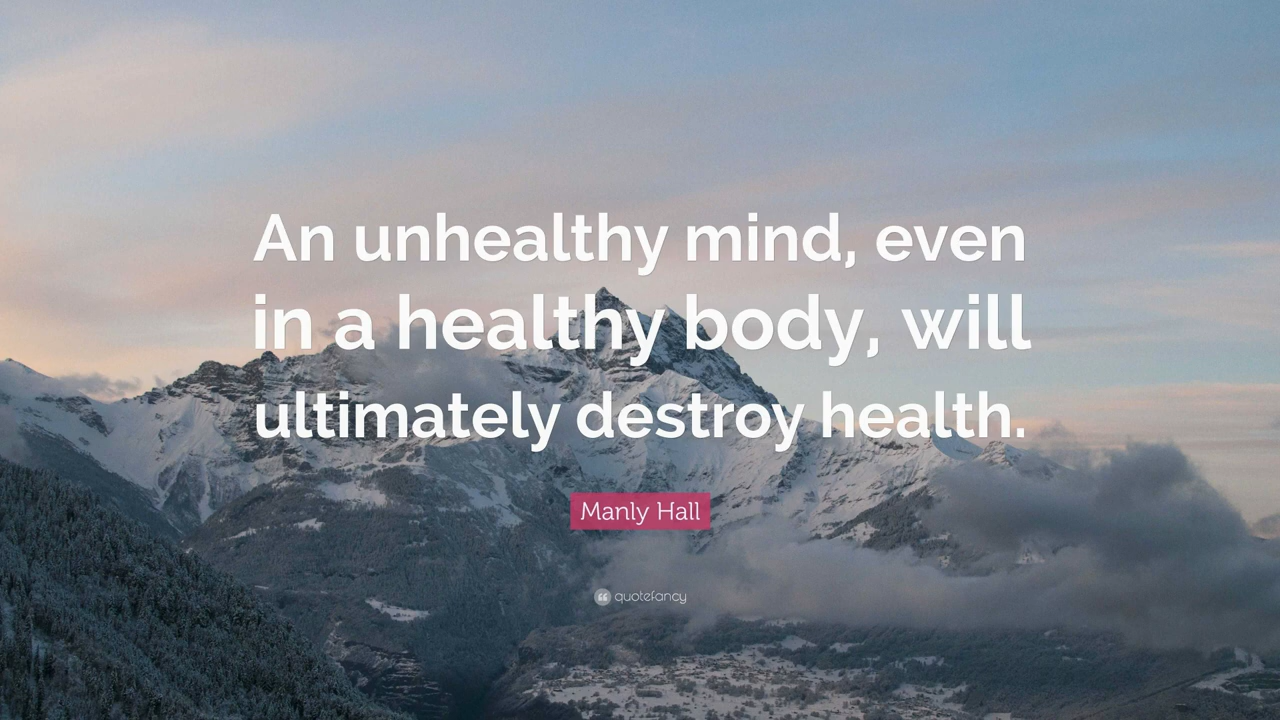 An unhealthy mind, even
in a healthy body, will
ultimately destroy health.
Manly Hall
quotefancy